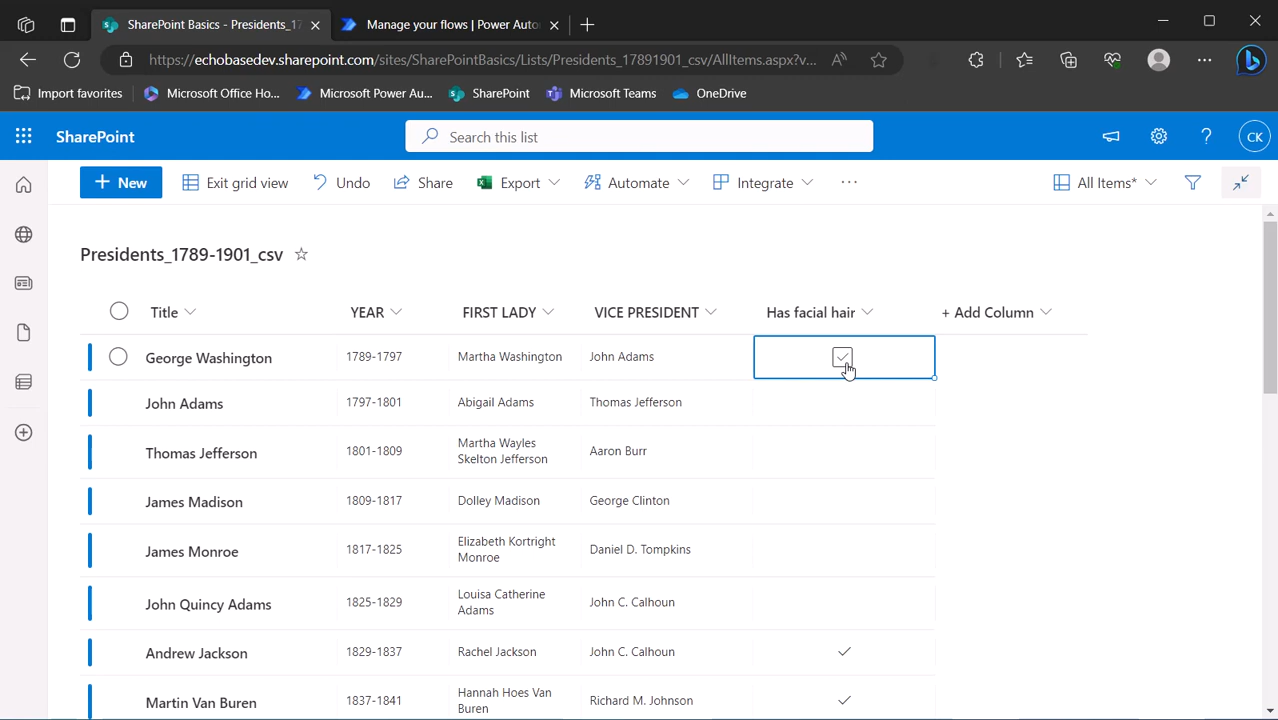 SharePoint Basics - Presidents_17
Manage your flows | Power Auto
https://echobasedev.sharepoint.com/sites/SharePointBasics/Lists/Presidents_17891901_csv/AllItems.aspx?v...
Import favorites
Microsoft Office Ho...
Microsoft Power Au...
SharePoint
Microsoft Teams
OneDrive
SharePoint
Search this list
CK
New
Exit grid view
Undo
Share
Export
Automate
Integrate
All Items*
Presidents_1789-1901_csv
Title YEAR FIRST LADY VICE PRESIDENT Has facial hair + Add Column
George Washington 1789-1797 Martha Washington John Adams
John Adams 1797-1801 Abigail Adams Thomas Jefferson
Thomas Jefferson 1801-1809 Martha Wayles Skelton Jefferson Aaron Burr
James Madison 1809-1817 Dolley Madison George Clinton
James Monroe 1817-1825 Elizabeth Kortright Monroe Daniel D. Tompkins
John Quincy Adams 1825-1829 Louisa Catherine Adams John C. Calhoun
Andrew Jackson 1829-1837 Rachel Jackson John C. Calhoun
Martin Van Buren 1837-1841 Hannah Hoes Van Buren Richard M. Johnson